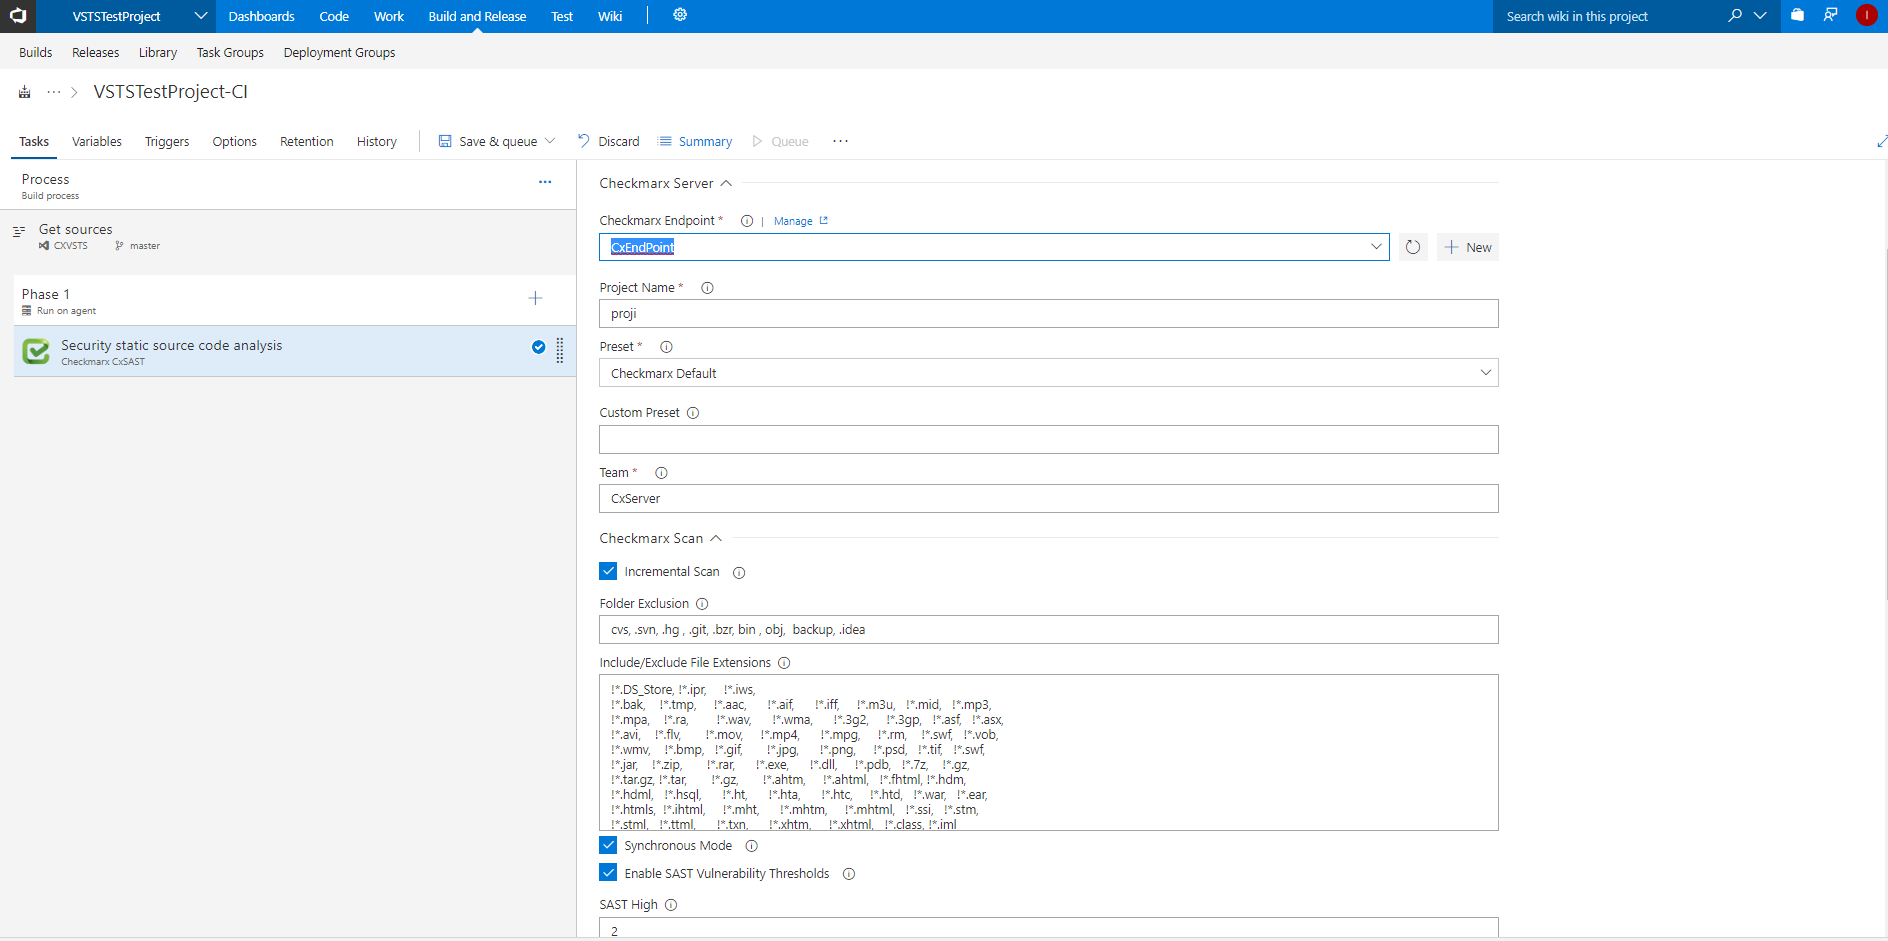 VSTSTestProject Dashboards Code Work Build and Release Test Wiki Search wiki in this project I
Builds Releases Library Task Groups Deployment Groups
··· VSTSTestProject-CI
Tasks Variables Triggers Options Retention History Save & queue Discard Summary Queue ···
Process ···
Build process
Get sources
CXVSTS master
Phase 1
Run on agent
Security static source code analysis
Checkmarx CxSAST
Checkmarx Server
Checkmarx Endpoint * | Manage
CxEndPoint New
Project Name *
proji
Preset *
Checkmarx Default
Custom Preset
Team *
CxServer
Checkmarx Scan
Incremental Scan
Folder Exclusion
cvs, .svn, .hg , .git, .bzr, bin , obj, backup, .idea
Include/Exclude File Extensions
!*.DS_Store, !*.ipr, !*.iws,
!*.bak, !*.tmp, !*.aac, !*.aif, !*.iff, !*.m3u, !*.mid, !*.mp3,
!*.mpa, !*.ra, !*.wav, !*.wma, !*.3g2, !*.3gp, !*.asf, !*.asx,
!*.avi, !*.flv, !*.mov, !*.mp4, !*.mpg, !*.rm, !*.swf, !*.vob,
!*.wmv, !*.bmp, !*.gif, !*.jpg, !*.png, !*.psd, !*.tif, !*.swf,
!*.jar, !*.zip, !*.rar, !*.exe, !*.dll, !*.pdb, !*.7z, !*.gz,
!*.tar.gz, !*.tar, !*.gz, !*.ahtm, !*.ahtml, !*.fhtml, !*.hdm,
!*.hdml, !*.hsql, !*.ht, !*.hta, !*.htc, !*.htd, !*.war, !*.ear,
!*.htmls, !*.ihtml, !*.mht, !*.mhtm, !*.mhtml, !*.ssi, !*.stm,
!*.stml, !*.ttml, !*.txn, !*.xhtm, !*.xhtml, !*.class, !*.iml
Synchronous Mode
Enable SAST Vulnerability Thresholds
SAST High
2